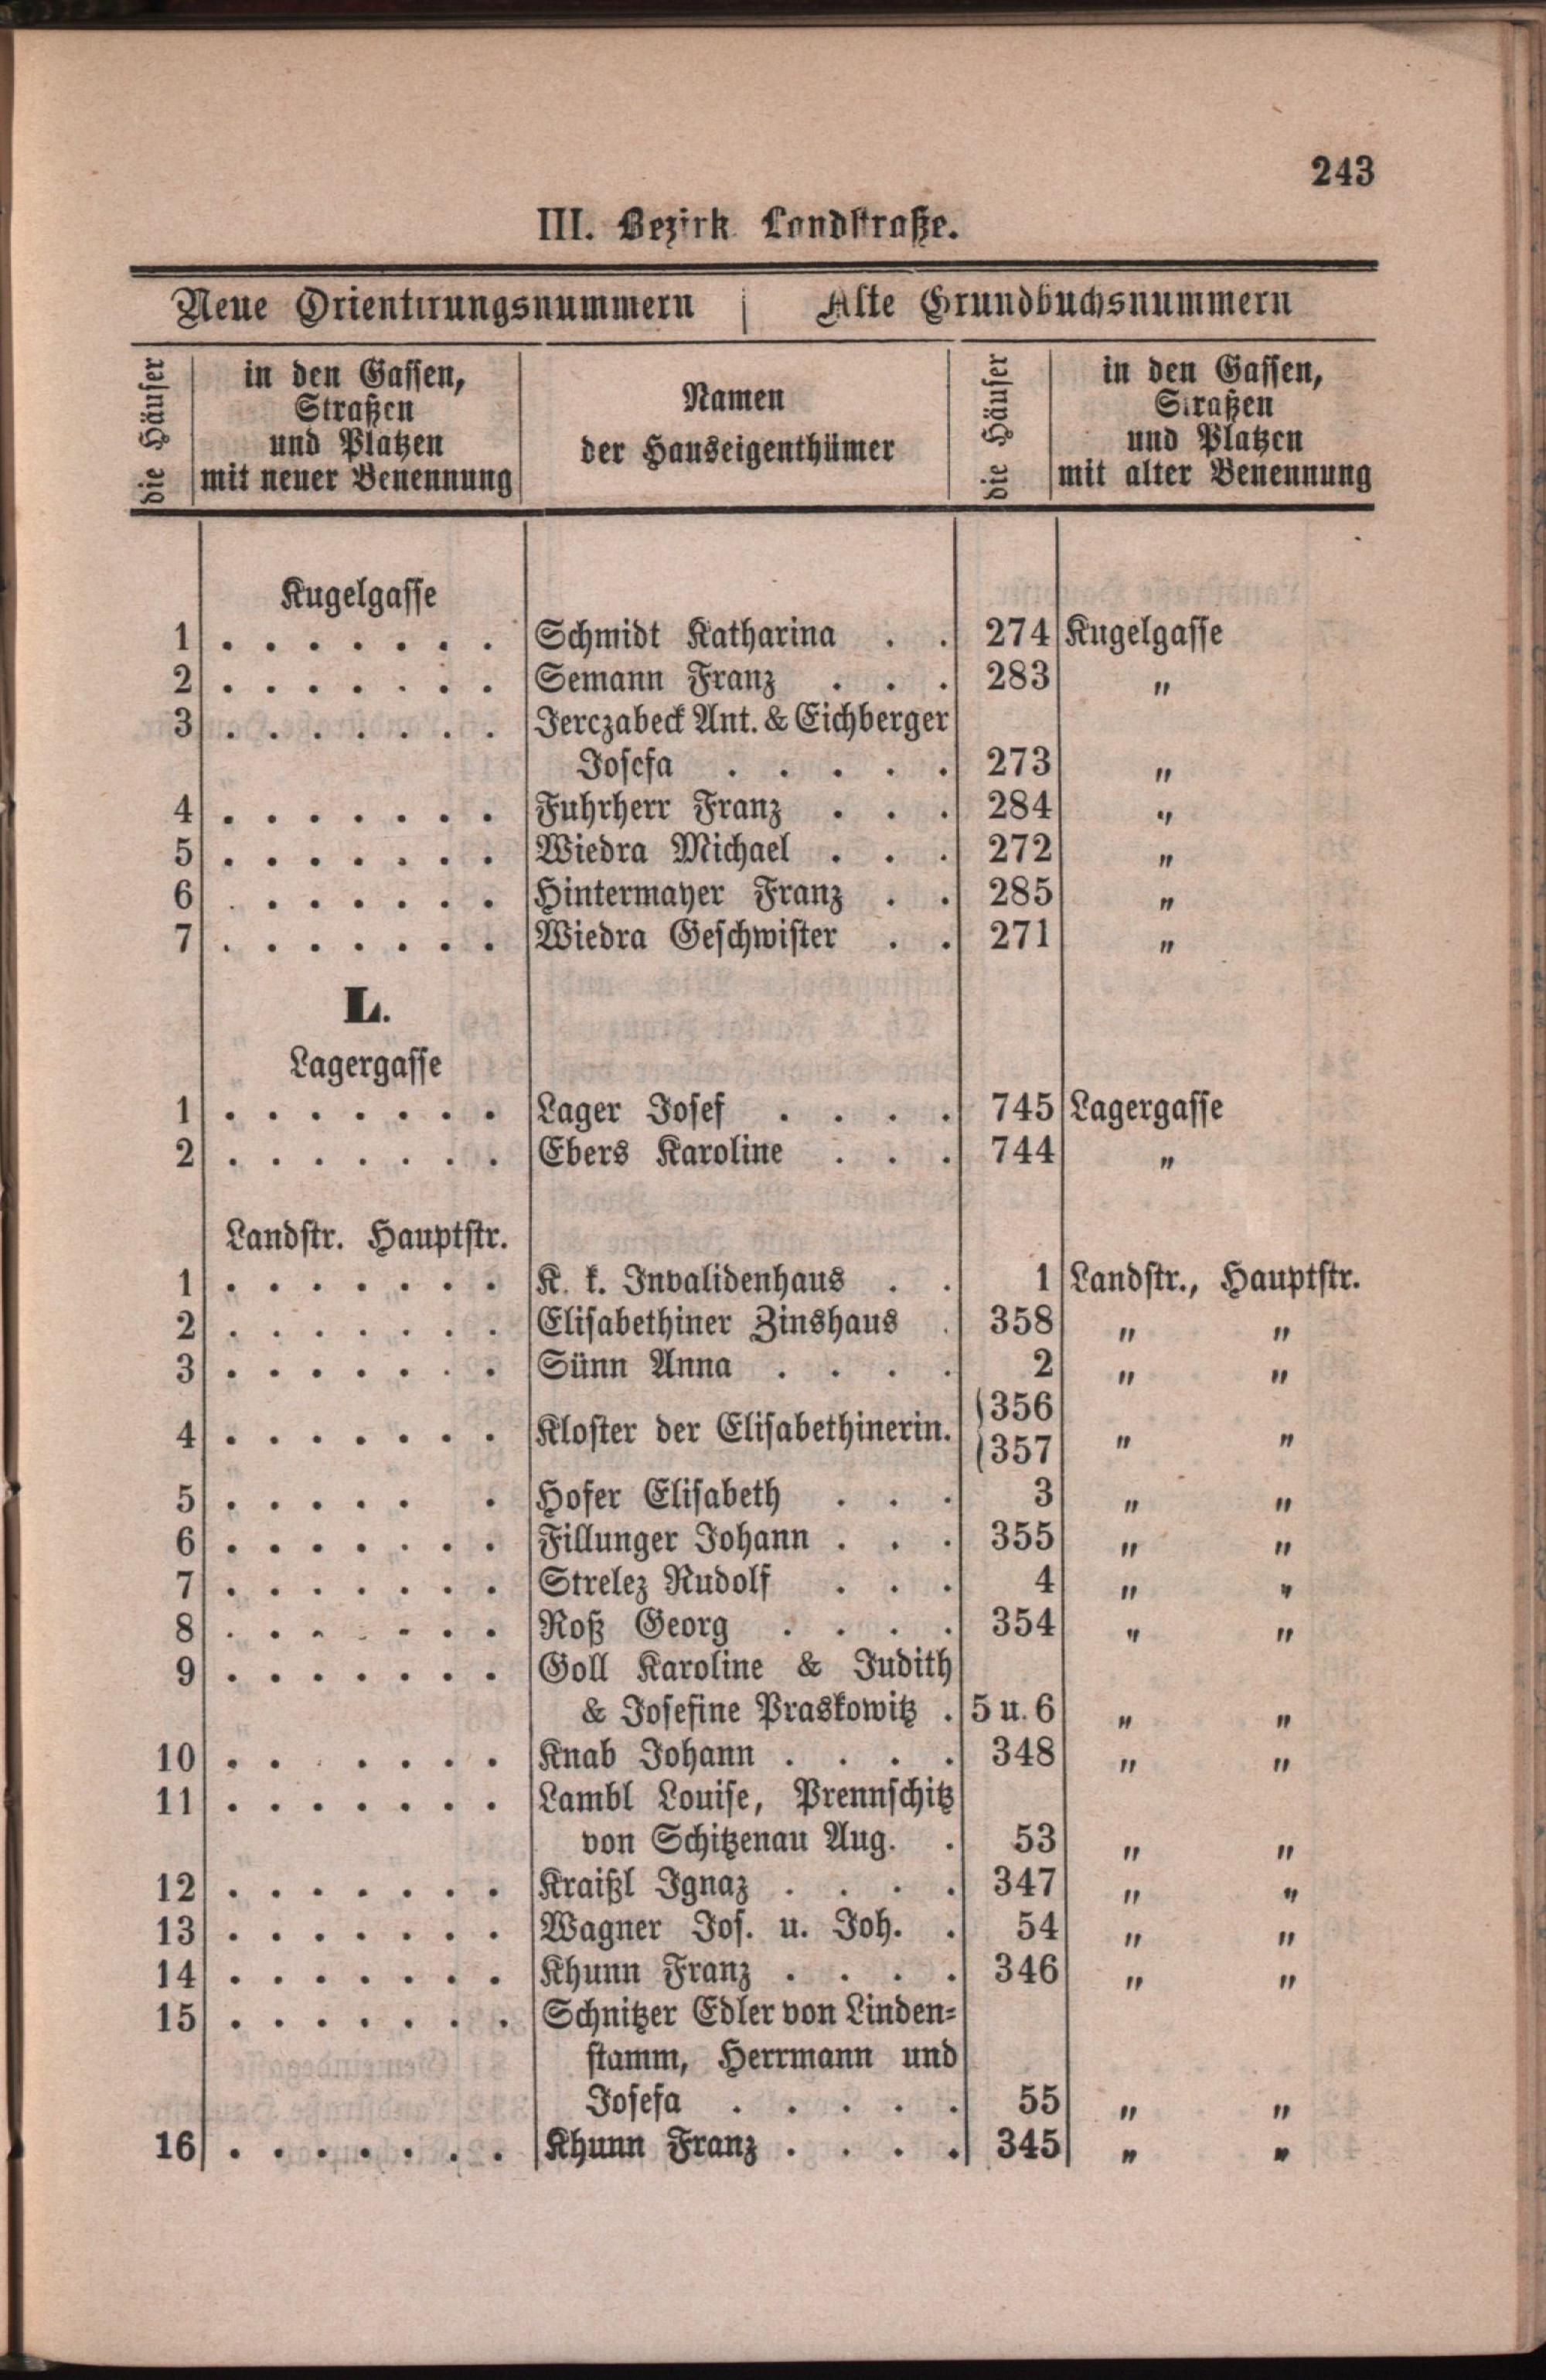 243
III. Bezirk Landstraße.
Neue Orientirungsnummern | Alte Grundbuchsnummern
die Häuser | in den Gassen, Straßen und Platzen mit neuer Benennung | Namen der Hauseigenthümer | die Häuser | in den Gassen, Straßen und Platzen mit alter Benennung
Kugelgasse
1 . . . . . . . Schmidt Katharina . . 274 Kugelgasse
2 . . . . . . . Semann Franz . . . 283 „
3 . . . . . . . Jerczabeck Ant. & Eichberger
Josefa . . . . . 273 „
4 . . . . . . . Fuhrherr Franz . . . 284 „
5 . . . . . . . Wiedra Michael . . . 272 „
6 . . . . . . . Hintermayer Franz . . 285 „
7 . . . . . . . Wiedra Geschwister . . 271 „
L.
Lagergasse
1 . . . . . . . Lager Josef . . . . 745 Lagergasse
2 . . . . . . . Ebers Karoline . . . 744 „
Landstr. Hauptstr.
1 . . . . . . . K. k. Invalidenhaus . . 1 Landstr., Hauptstr.
2 . . . . . . . Elisabethiner Zinshaus . 358 „ „
3 . . . . . . . Sünn Anna . . . . 2 „ „
356
4 . . . . . . . Kloster der Elisabethinerin. „ „
357
5 . . . . . . Hofer Elisabeth . . . 3 „ „
6 . . . . . . . Fillunger Johann . . . 355 „ „
7 . . . . . . . Strelez Rudolf . . . 4 „ „
8 . . . . . . . Roß Georg . . . . 354 „ „
9 . . . . . . . Goll Karoline & Judith
& Josefine Praskowitz . 5 u. 6 „ „
10 . . . . . . . Knab Johann . . . . 348 „ „
11 . . . . . . . Lambl Louise, Prennschitz
von Schitzenau Aug. . 53 „ „
12 . . . . . . . Kraißl Ignaz . . . . 347 „ „
13 . . . . . . . Wagner Jos. u. Joh. . 54 „ „
14 . . . . . . . Khunn Franz . . . . 346 „ „
15 . . . . . . . Schnitzer Edler von Linden-
stamm, Herrmann und
Josefa . . . . . 55 „ „
16 . . . . . . . Khunn Franz . . . . 345 „ „